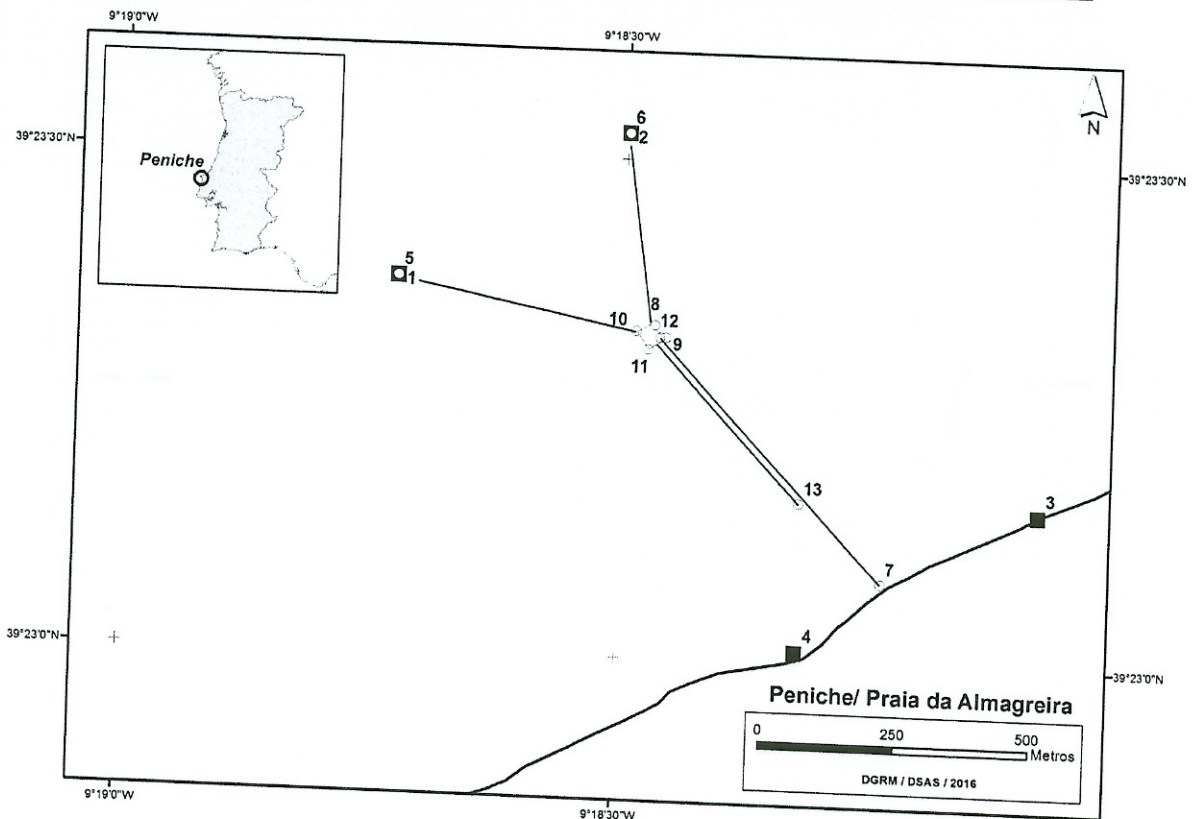 9°19'0"W
9°18'30"W
N
39°23'30"N
39°23'30"N
Peniche
6
2
5
1
8
10
12
9
11
13
3
7
4
39°23'0"N
39°23'0"N
Peniche/ Praia da Almagreira
0 250 500
Metros
DGRM / DSAS / 2016
9°19'0"W
9°18'30"W